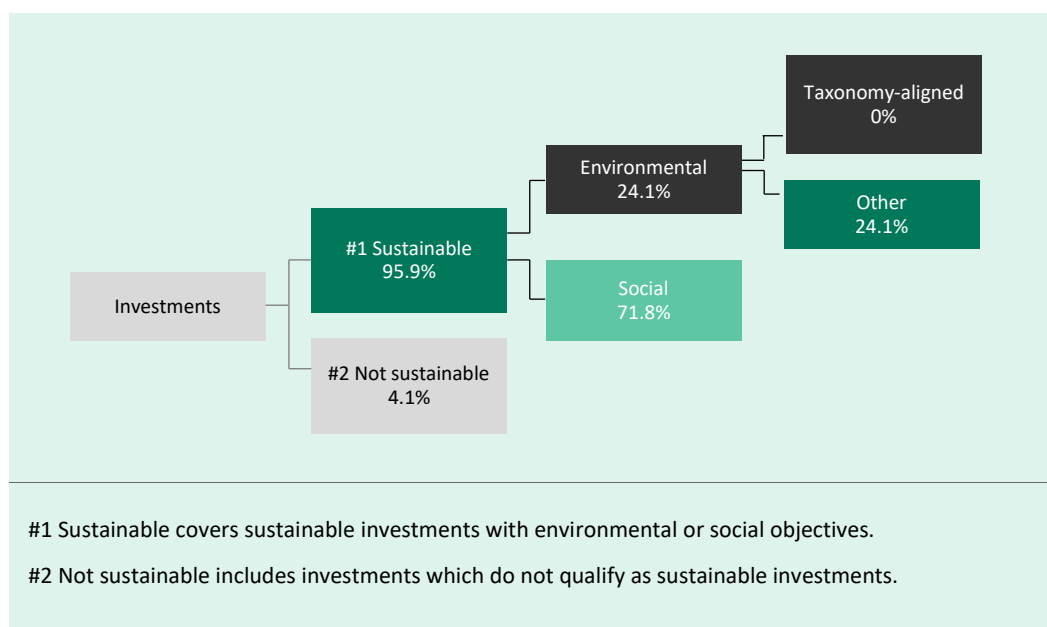 Taxonomy-aligned
0%
Environmental
24.1%
Other
24.1%
#1 Sustainable
95.9%
Social
71.8%
Investments
#2 Not sustainable
4.1%
#1 Sustainable covers sustainable investments with environmental or social objectives.
#2 Not sustainable includes investments which do not qualify as sustainable investments.